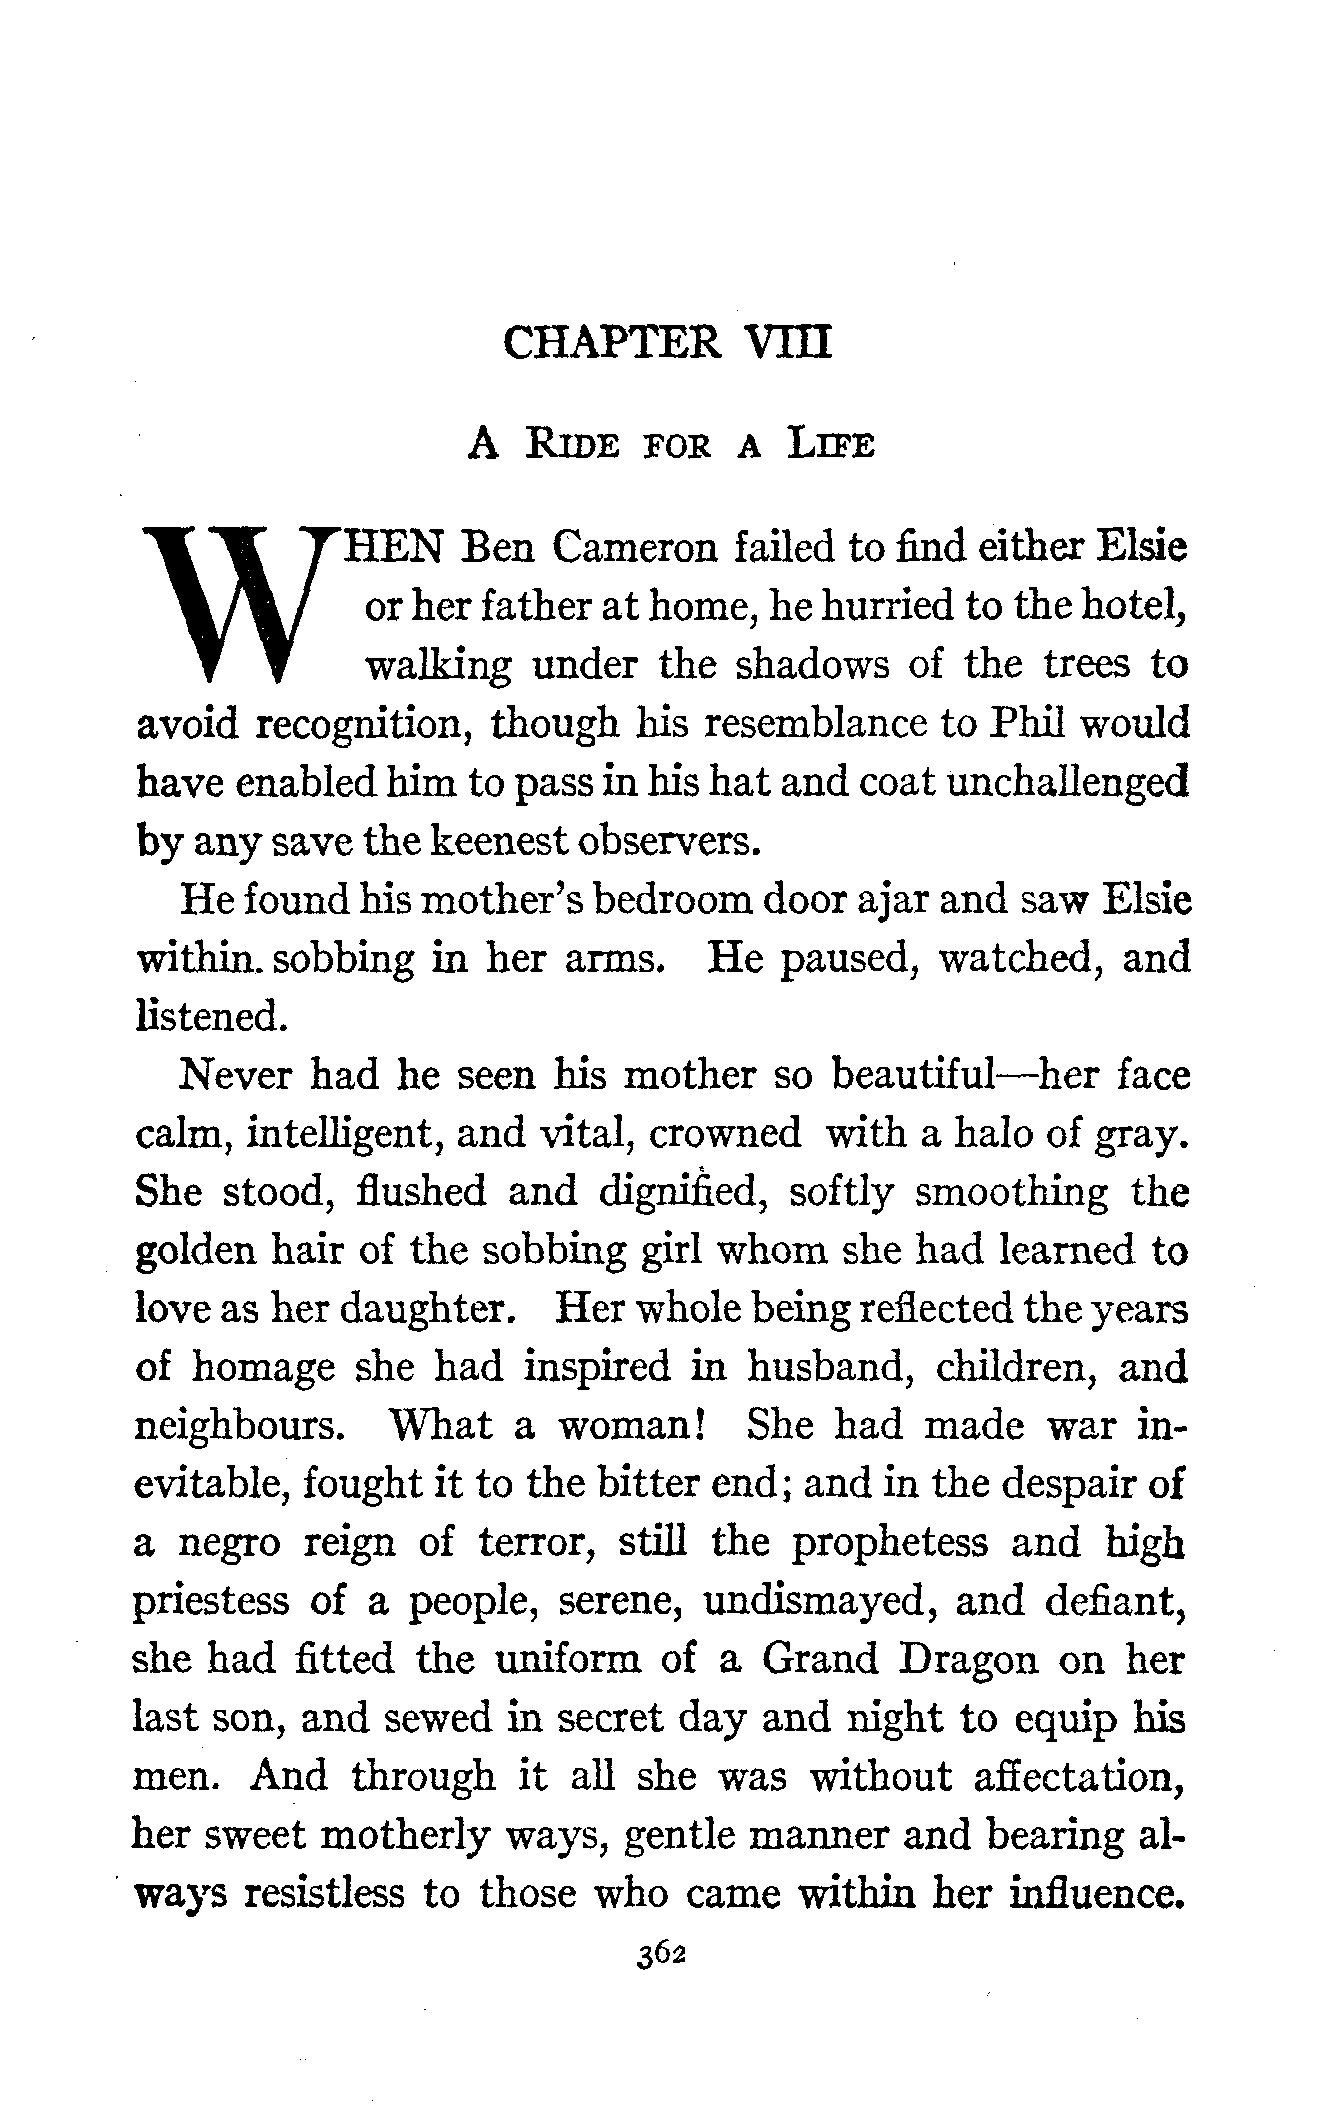 CHAPTER VIII
A RIDE FOR A LIFE
WHEN Ben Cameron failed to find either Elsie
or her father at home, he hurried to the hotel,
walking under the shadows of the trees to
avoid recognition, though his resemblance to Phil would
have enabled him to pass in his hat and coat unchallenged
by any save the keenest observers.
He found his mother's bedroom door ajar and saw Elsie
within. sobbing in her arms. He paused, watched, and
listened.
Never had he seen his mother so beautiful—her face
calm, intelligent, and vital, crowned with a halo of gray.
She stood, flushed and dignified, softly smoothing the
golden hair of the sobbing girl whom she had learned to
love as her daughter. Her whole being reflected the years
of homage she had inspired in husband, children, and
neighbours. What a woman! She had made war in-
evitable, fought it to the bitter end; and in the despair of
a negro reign of terror, still the prophetess and high
priestess of a people, serene, undismayed, and defiant,
she had fitted the uniform of a Grand Dragon on her
last son, and sewed in secret day and night to equip his
men. And through it all she was without affectation,
her sweet motherly ways, gentle manner and bearing al-
ways resistless to those who came within her influence.
362